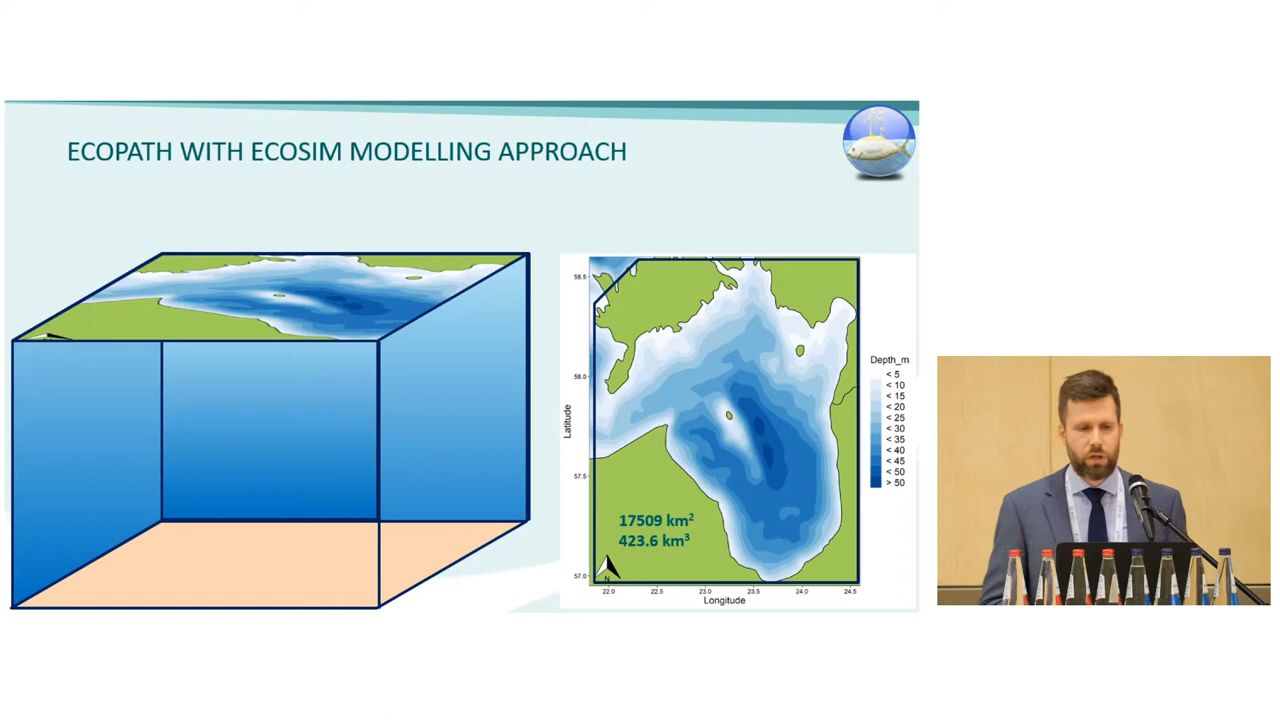 ECOPATH WITH ECOSIM MODELLING APPROACH
58.5
58.0
57.5
57.0
Latitude
17509 km²
423.6 km³
N
22.0 22.5 23.0 23.5 24.0 24.5
Longitude
Depth_m
< 5
< 10
< 15
< 20
< 25
< 30
< 35
< 40
< 45
< 50
> 50